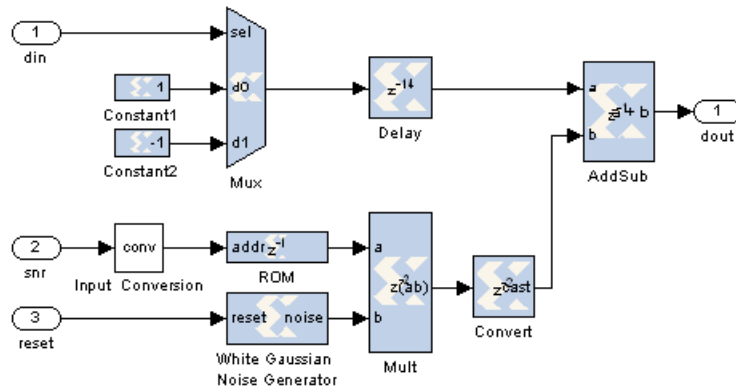 1
din
sel
1
Constant1
d0
-1
Constant2
d1
Mux
z-14
Delay
a
b
a + b
AddSub
1
dout
2
snr
conv
Input Conversion
addr z-1
ROM
3
reset
reset noise
White Gaussian
Noise Generator
a
b
z-2(ab)
Mult
z-2
cast
Convert